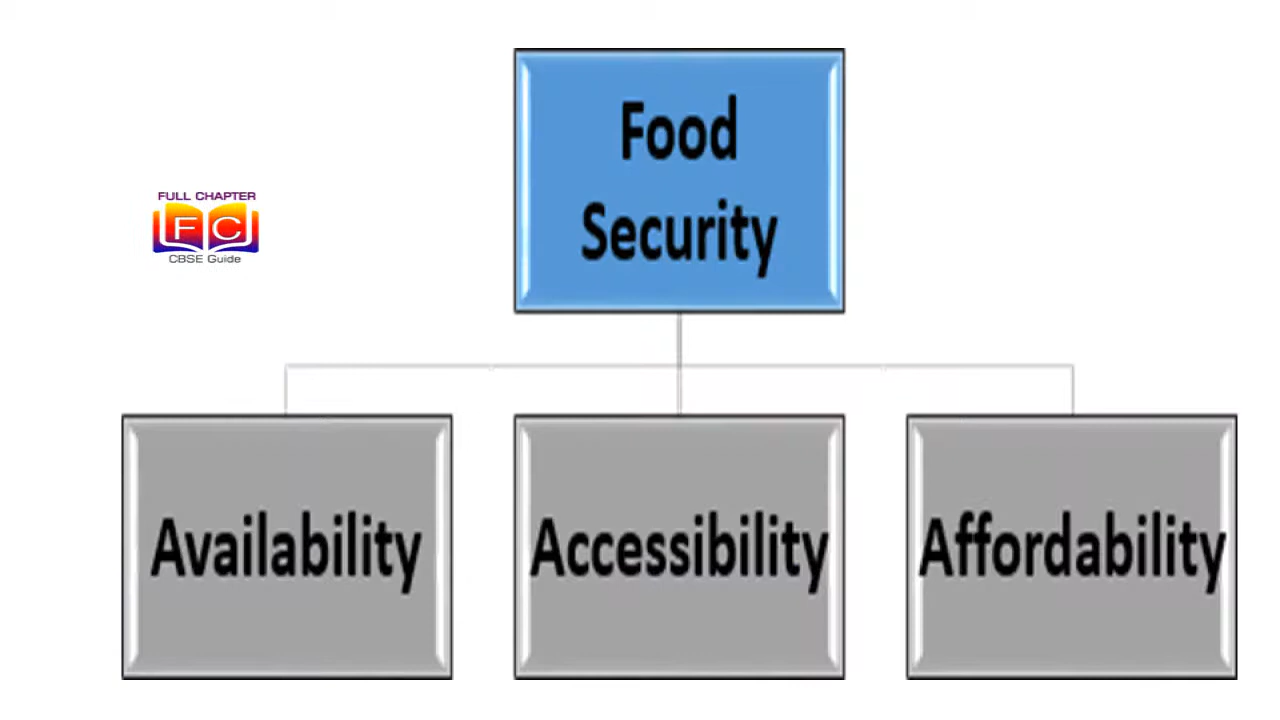 Food
Security
FULL CHAPTER
FC
CBSE Guide
Availability
Accessibility
Affordability